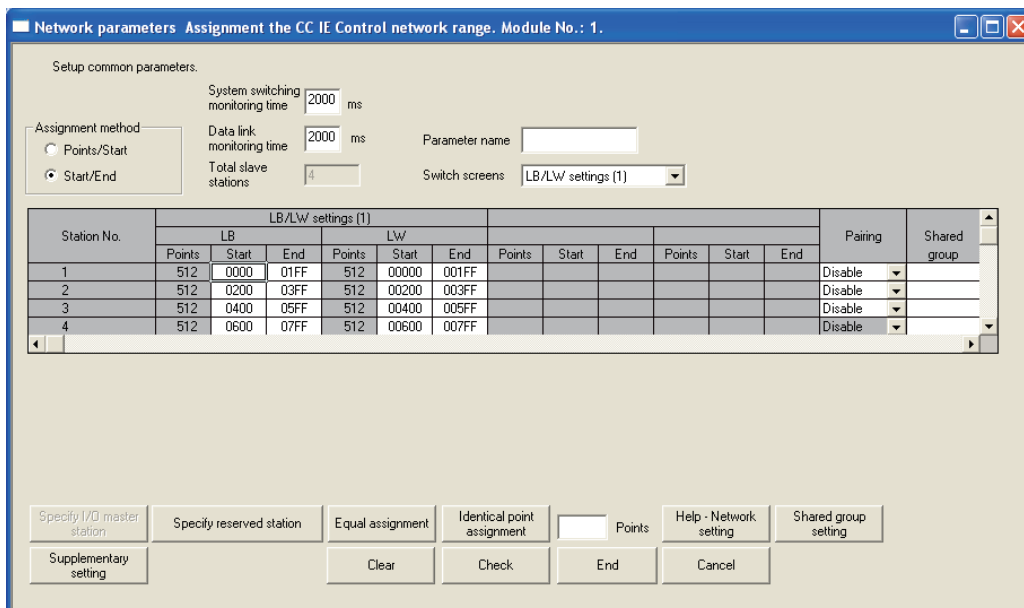 Network parameters Assignment the CC IE Control network range. Module No.: 1.
Setup common parameters.
System switching
monitoring time 2000 ms
Assignment method
Points/Start
Start/End
Data link
monitoring time 2000 ms
Parameter name
Total slave
stations 4
Switch screens LB/LW settings (1)
Station No. LB/LW settings (1) Pairing Shared group
LB LW
Points Start End Points Start End Points Start End Points Start End
1 512 0000 01FF 512 00000 001FF Disable
2 512 0200 03FF 512 00200 003FF Disable
3 512 0400 05FF 512 00400 005FF Disable
4 512 0600 07FF 512 00600 007FF Disable
Specify I/O master
station
Specify reserved station
Equal assignment
Identical point
assignment
Points
Help - Network
setting
Shared group
setting
Supplementary
setting
Clear
Check
End
Cancel